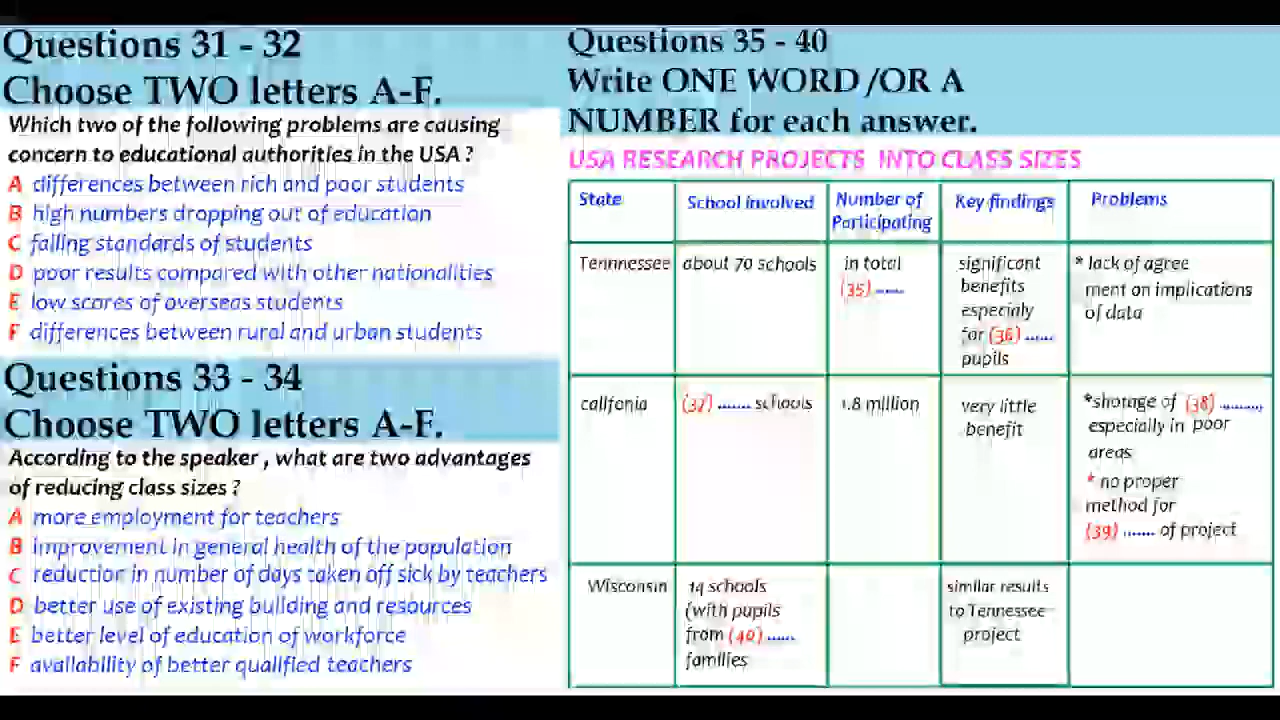 Questions 31 - 32
Choose TWO letters A-F.
Which two of the following problems are causing
concern to educational authorities in the USA ?
A differences between rich and poor students
B high numbers dropping out of education
C falling standards of students
D poor results compared with other nationalities
E low scores of overseas students
F differences between rural and urban students
Questions 33 - 34
Choose TWO letters A-F.
According to the speaker , what are two advantages
of reducing class sizes ?
A more employment for teachers
B improvement in general health of the population
C reduction in number of days taken off sick by teachers
D better use of existing building and resources
E better level of education of workforce
F availability of better qualified teachers
Questions 35 - 40
Write ONE WORD /OR A
NUMBER for each answer.
USA RESEARCH PROJECTS INTO CLASS SIZES
State
School involved
Number of
Participating
Key findings
Problems
Tennnessee
about 70 schools
in total
(35) ......
significant
benefits
especialy
for (36) ......
pupils
* lack of agree
ment on implications
of data
califonia
(37) ....... schools
1.8 million
very little
benefit
*shortage of (38) .........
especially in poor
areas
* no proper
method for
(39) ...... of project
Wisconsin
14 schools
(with pupils
from (40) ......
families
similar results
to Tennessee
project